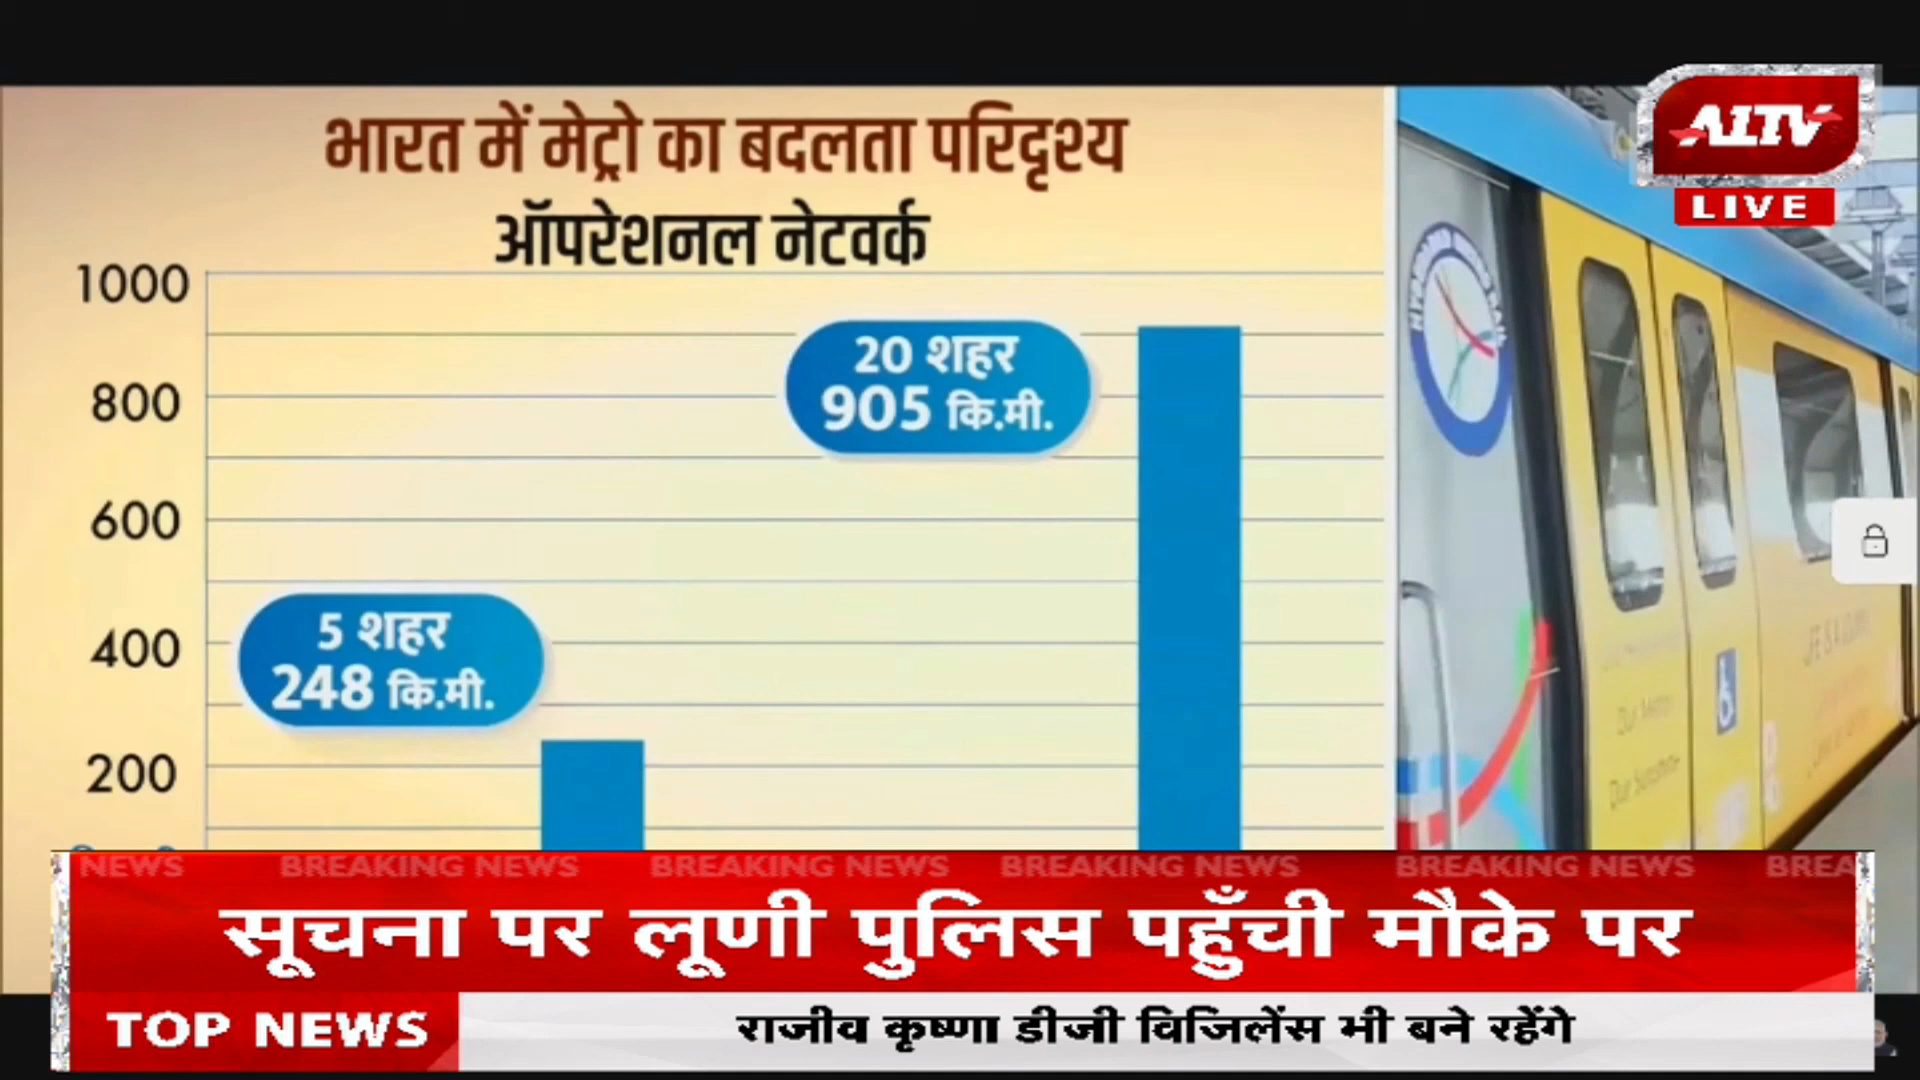 भारत में मेट्रो का बदलता परिदृश्य
ऑपरेशनल नेटवर्क
1000
800
600
400
200
20 शहर
905 कि.मी.
5 शहर
248 कि.मी.
AITV
LIVE
NEWS BREAKING NEWS BREAKING NEWS BREAKING NEWS BREAKING NEWS BREA
सूचना पर लूणी पुलिस पहुँची मौके पर
TOP NEWS
राजीव कृष्णा डीजी विजिलेंस भी बने रहेंगे